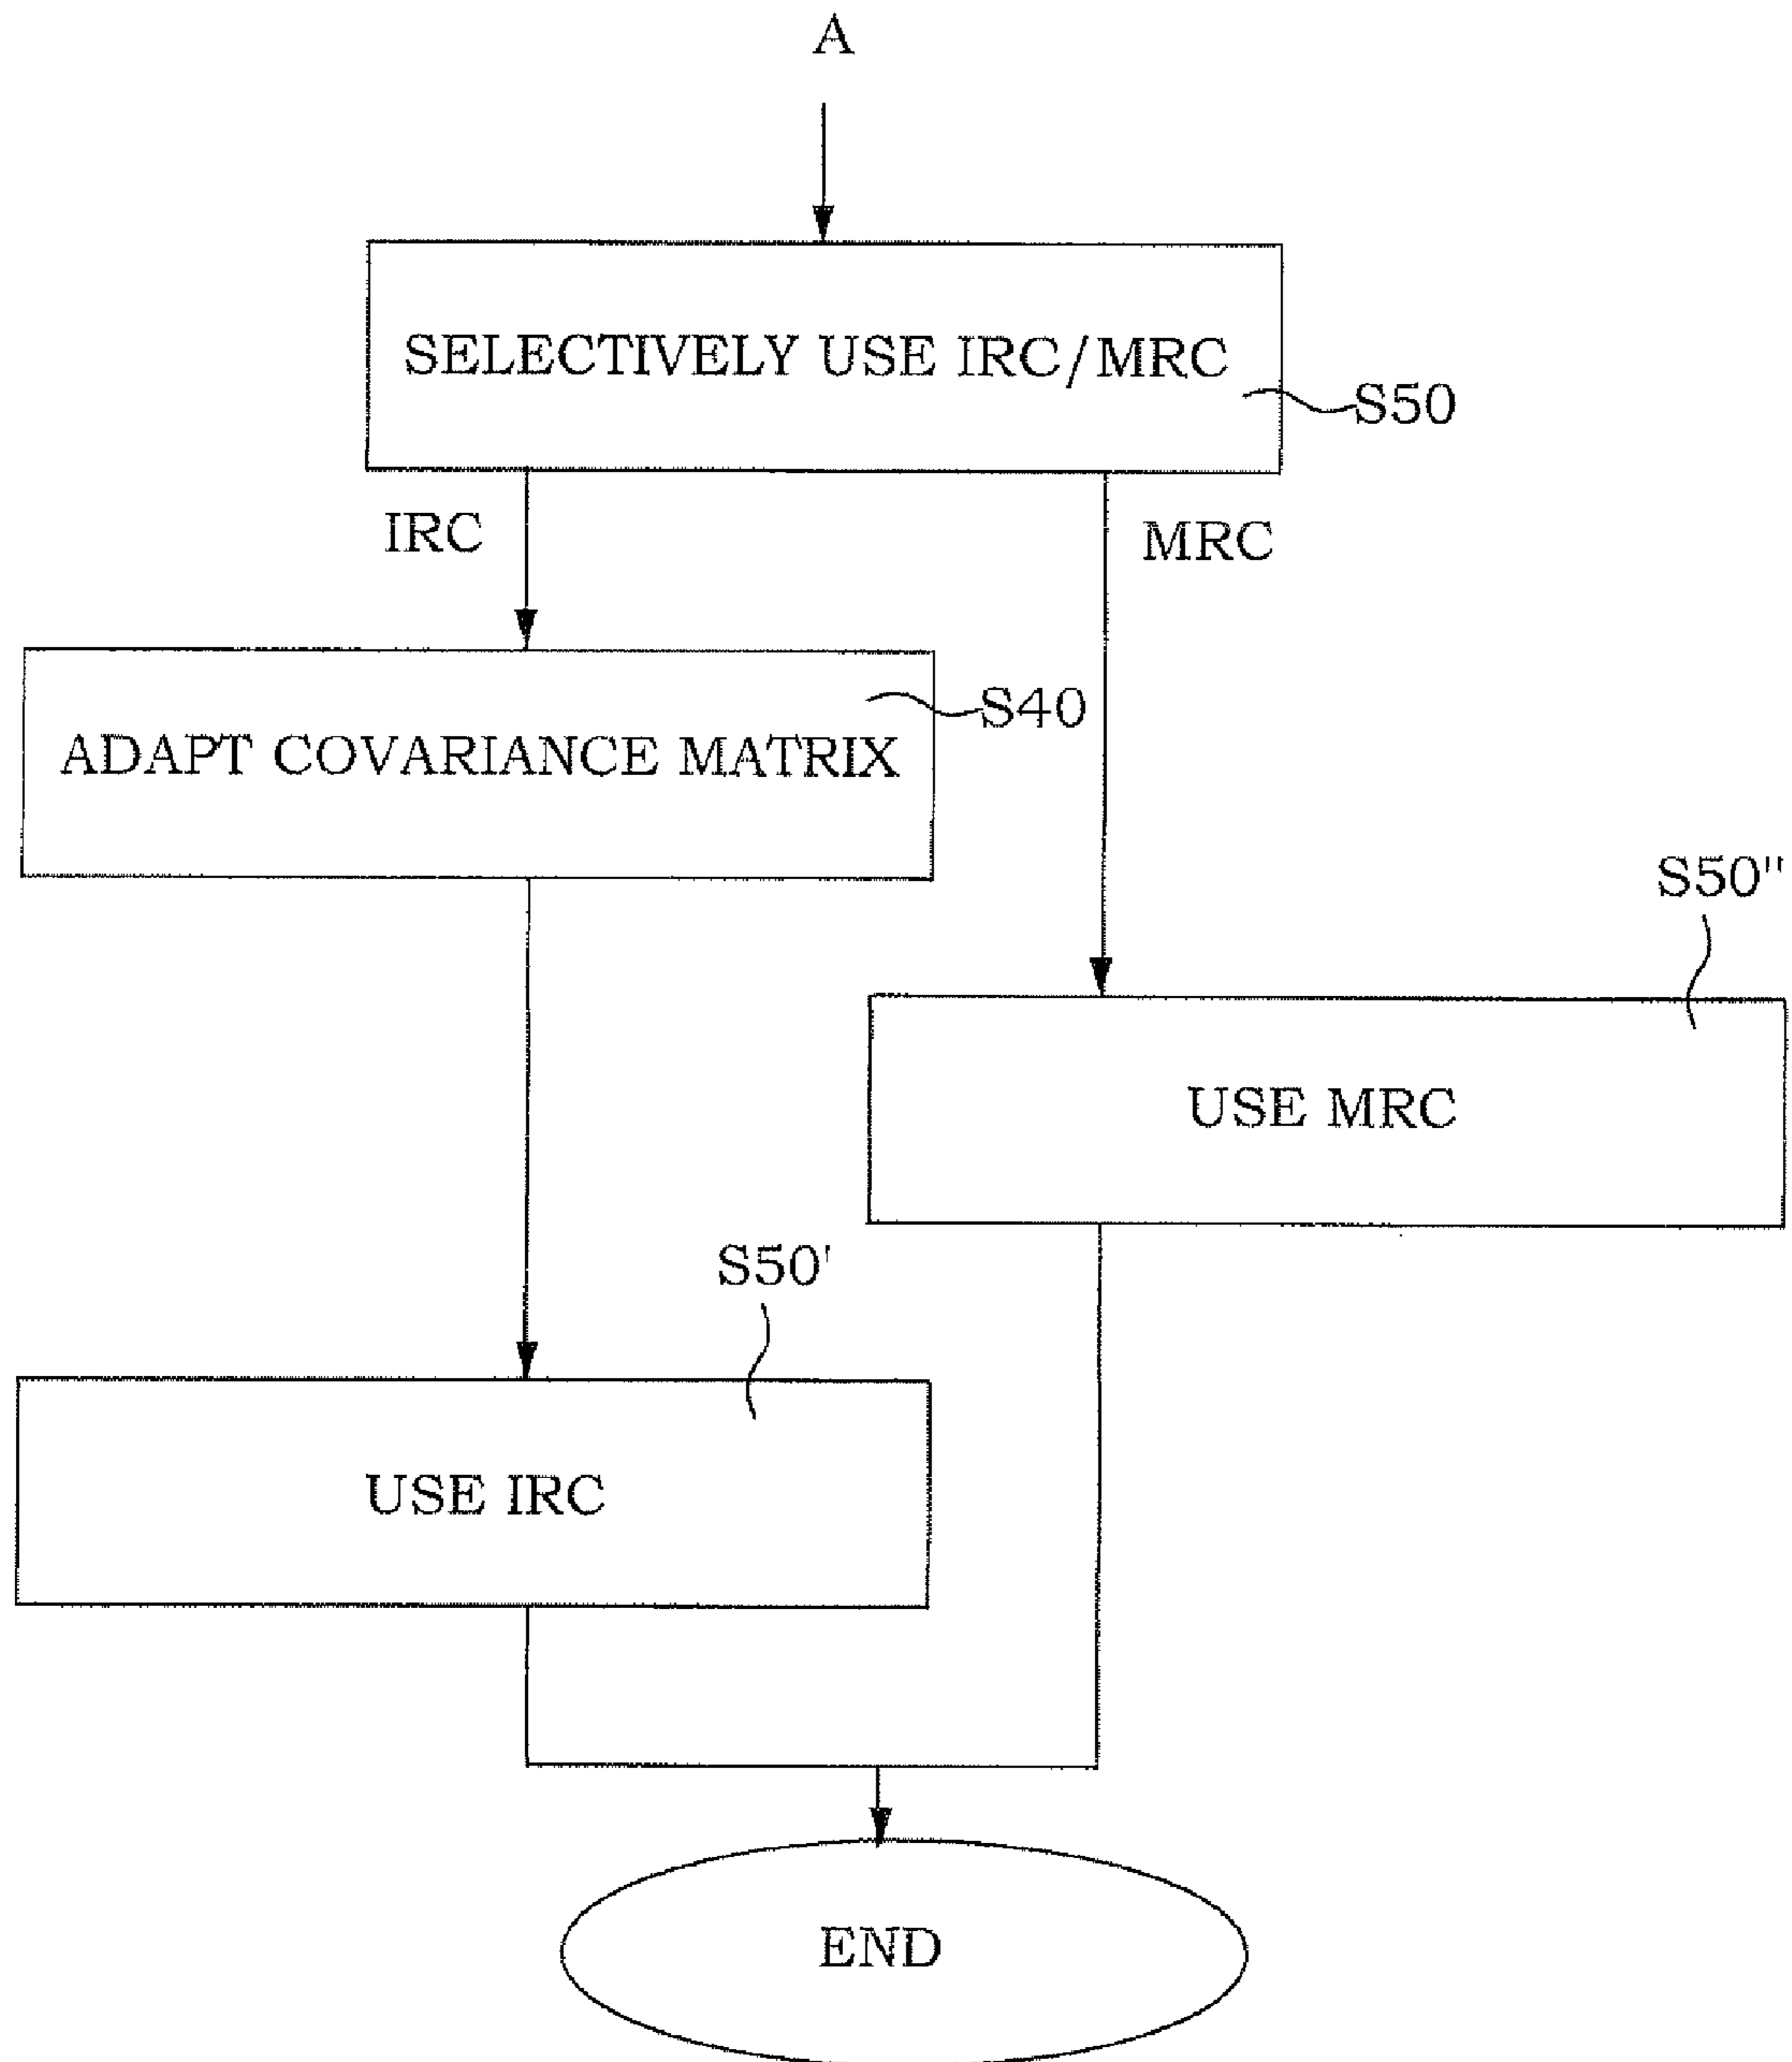 A
SELECTIVELY USE IRC/MRC
S50
IRC
MRC
S40
ADAPT COVARIANCE MATRIX
S50"
USE MRC
S50'
USE IRC
END